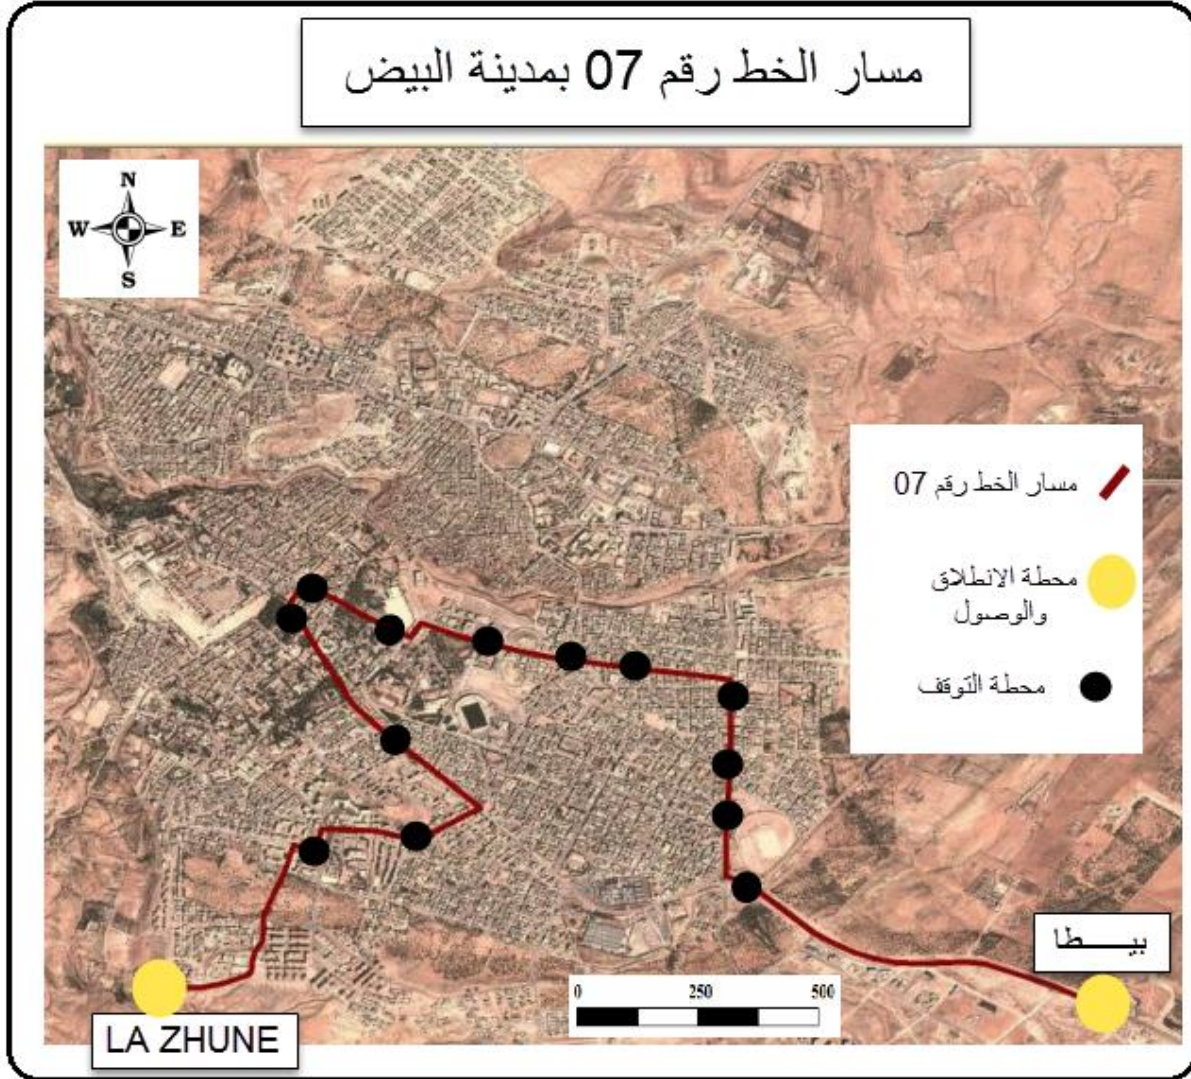 مسار الخط رقم 07 بمدينة البيض
N
W E
S
مسار الخط رقم 07
محطة الانطلاق
والوصول
محطة التوقف
بيـــــطا
0 250 500
LA ZHUNE